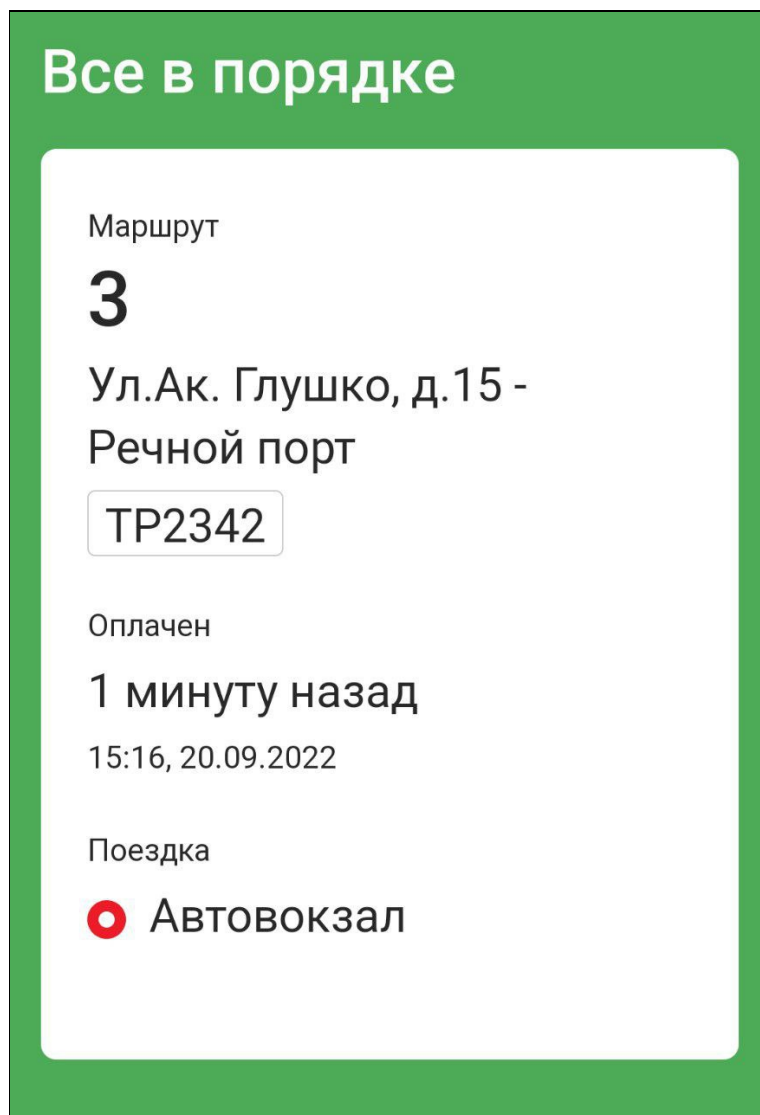 Все в порядке
Маршрут
3
Ул.Ак. Глушко, д.15 -
Речной порт
ТР2342
Оплачен
1 минуту назад
15:16, 20.09.2022
Поездка
Автовокзал